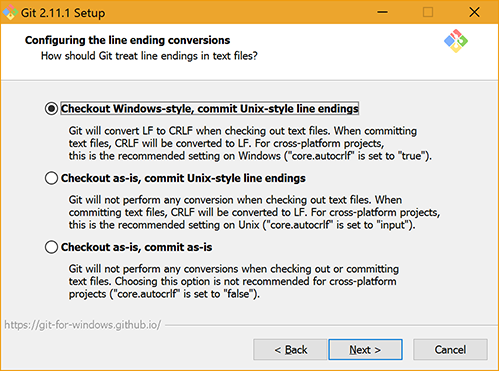 Git 2.11.1 Setup
Configuring the line ending conversions
How should Git treat line endings in text files?
Checkout Windows-style, commit Unix-style line endings
Git will convert LF to CRLF when checking out text files. When committing
text files, CRLF will be converted to LF. For cross-platform projects,
this is the recommended setting on Windows ("core.autocrlf" is set to "true").
Checkout as-is, commit Unix-style line endings
Git will not perform any conversion when checking out text files. When
committing text files, CRLF will be converted to LF. For cross-platform projects,
this is the recommended setting on Unix ("core.autocrlf" is set to "input").
Checkout as-is, commit as-is
Git will not perform any conversions when checking out or committing
text files. Choosing this option is not recommended for cross-platform
projects ("core.autocrlf" is set to "false").
https://git-for-windows.github.io/
< Back Next > Cancel